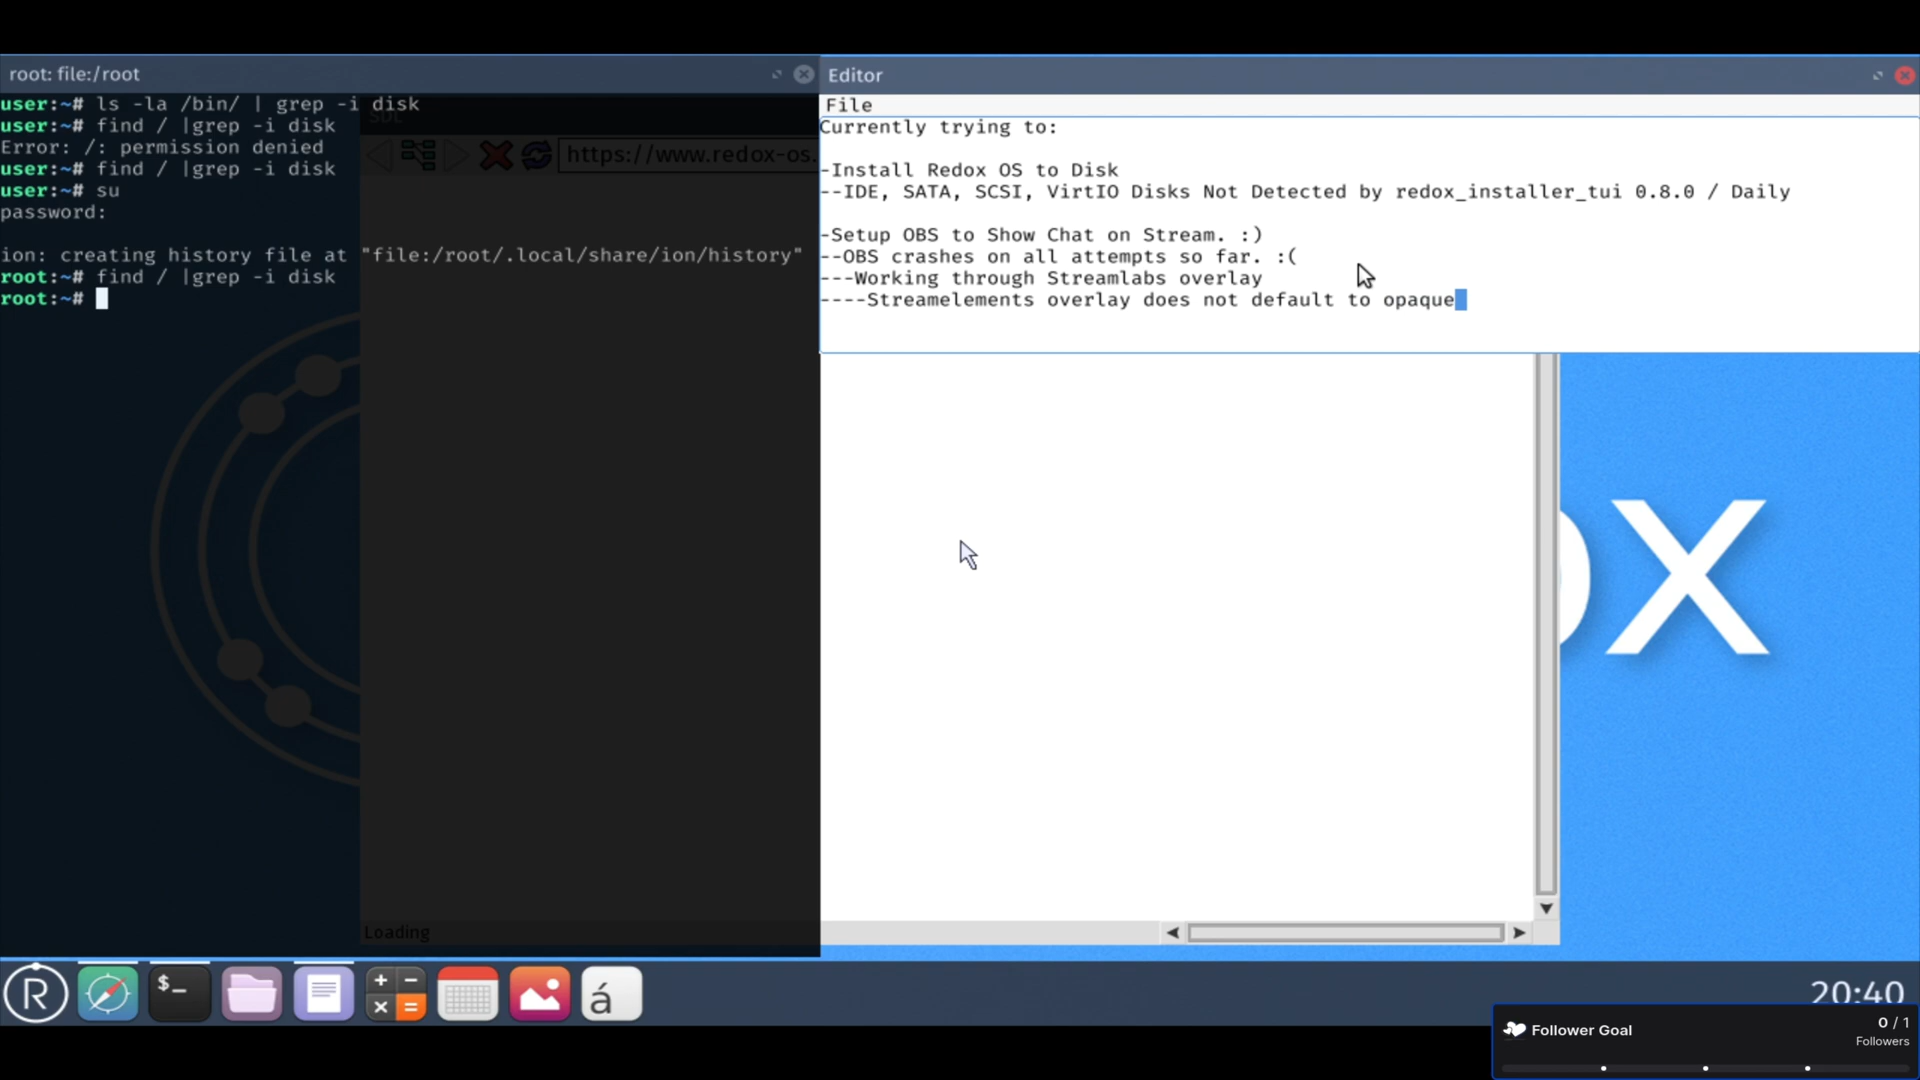 root: file:/root
user:~# ls -la /bin/ | grep -i disk
user:~# find / |grep -i disk
Error: /: permission denied
user:~# find / |grep -i disk
user:~# su
password:
ion: creating history file at "file:/root/.local/share/ion/history"
root:~# find / |grep -i disk
root:~#
https://www.redox-os.
Loading
Editor
File
Currently trying to:
-Install Redox OS to Disk
--IDE, SATA, SCSI, VirtIO Disks Not Detected by redox_installer_tui 0.8.0 / Daily
-Setup OBS to Show Chat on Stream. :)
--OBS crashes on all attempts so far. :(
---Working through Streamlabs overlay
----Streamelements overlay does not default to opaque
OX
R
$_
á
20:40
Follower Goal
0 / 1
Followers